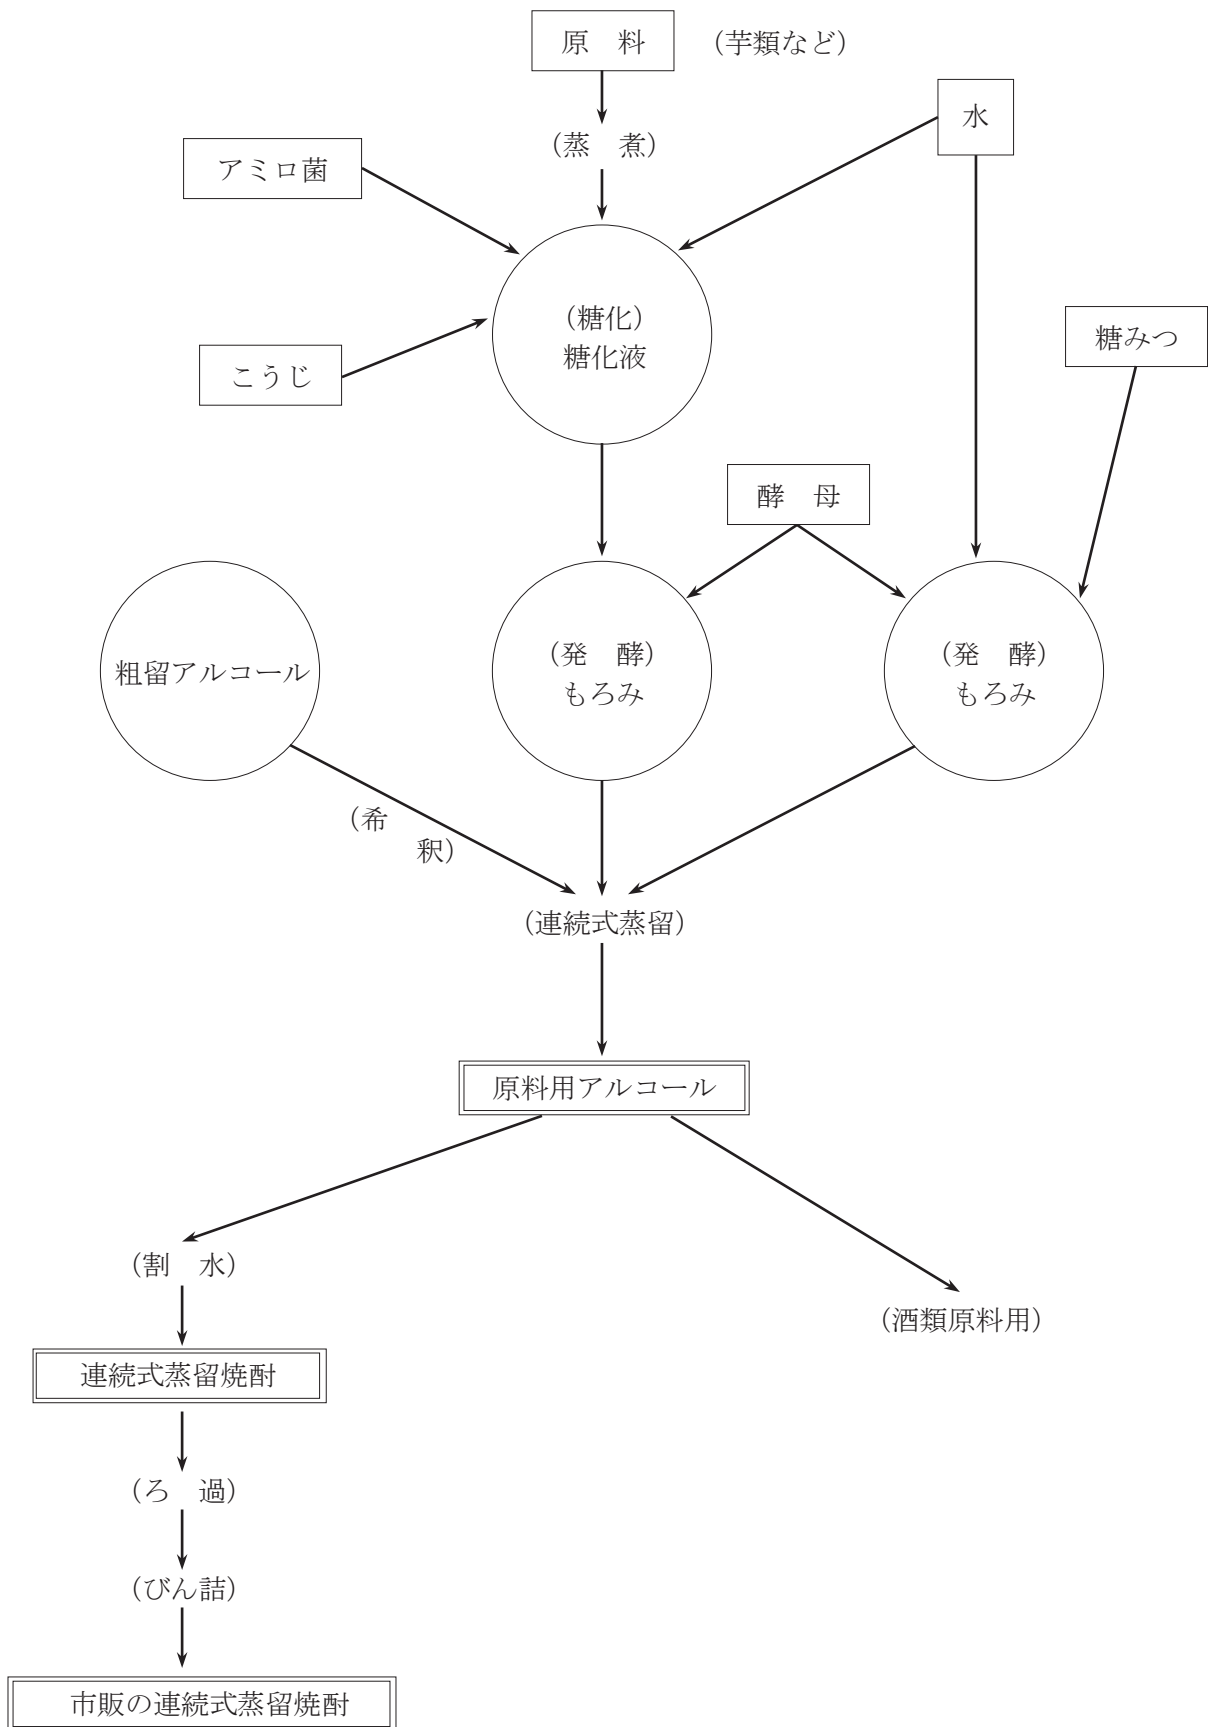 原　料
（芋類など）
水
（蒸　煮）
アミロ菌
（糖化）
糖化液
糖みつ
こうじ
酵　母
粗留アルコール
（発　酵）
もろみ
（発　酵）
もろみ
（希
釈）
（連続式蒸留）
原料用アルコール
（割　水）
（酒類原料用）
連続式蒸留焼酎
（ろ　過）
（びん詰）
市販の連続式蒸留焼酎